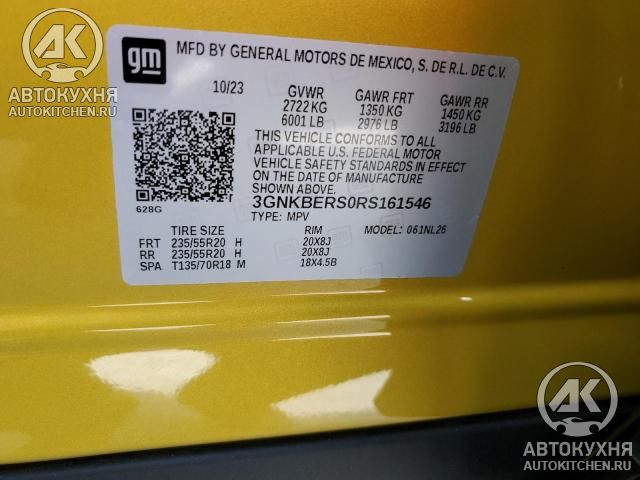 gm MFD BY GENERAL MOTORS DE MEXICO, S. DE R.L. DE C.V.
10/23 GVWR GAWR FRT GAWR RR
2722 KG 1350 KG 1450 KG
6001 LB 2976 LB 3196 LB
THIS VEHICLE CONFORMS TO ALL
APPLICABLE U.S. FEDERAL MOTOR
VEHICLE SAFETY STANDARDS IN EFFECT
ON THE DATE OF MANUFACTURE
SHOWN ABOVE.
3GNKBERS0RS161546
628G TYPE: MPV
TIRE SIZE RIM MODEL: 061NL26
FRT 235/55R20 H 20X8J
RR 235/55R20 H 20X8J
SPA T135/70R18 M 18X4.5B
АК
АВТОКУХНЯ
AUTOKITCHEN.RU
АК
АВТОКУХНЯ
AUTOKITCHEN.RU